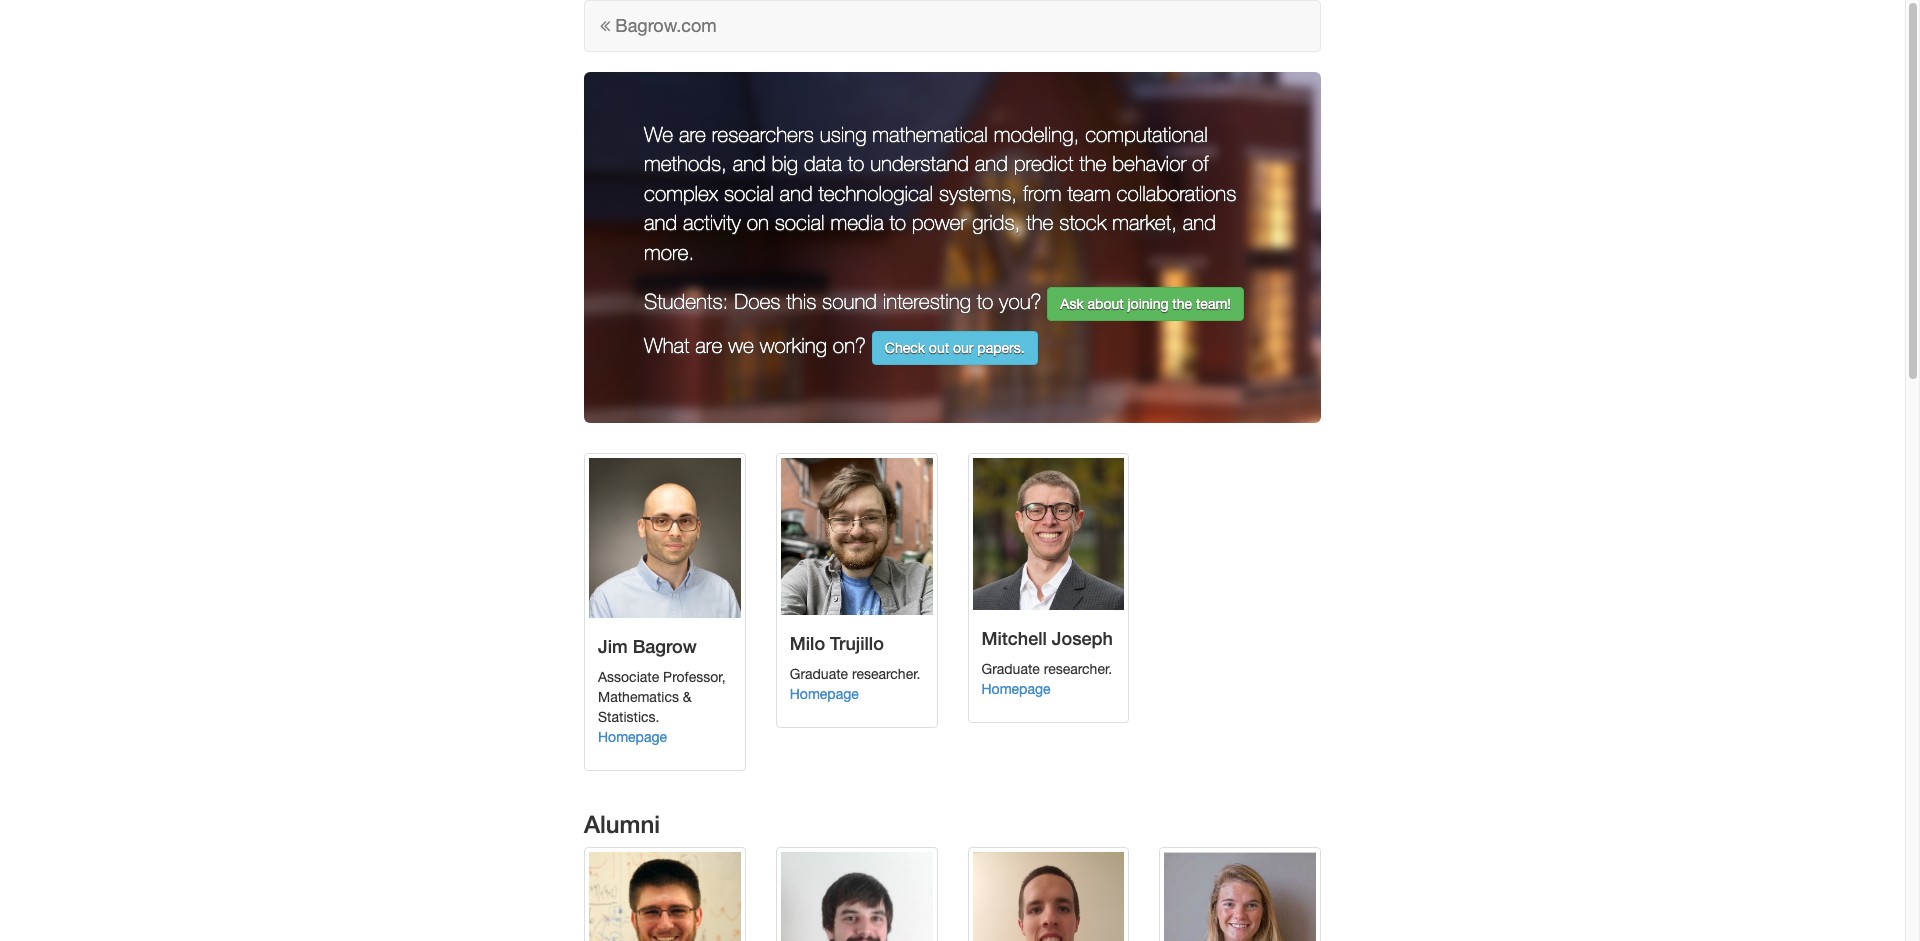 « Bagrow.com
We are researchers using mathematical modeling, computational
methods, and big data to understand and predict the behavior of
complex social and technological systems, from team collaborations
and activity on social media to power grids, the stock market, and
more.
Students: Does this sound interesting to you? Ask about joining the team!
What are we working on? Check out our papers.
Jim Bagrow
Associate Professor,
Mathematics &
Statistics.
Homepage
Milo Trujillo
Graduate researcher.
Homepage
Mitchell Joseph
Graduate researcher.
Homepage
Alumni